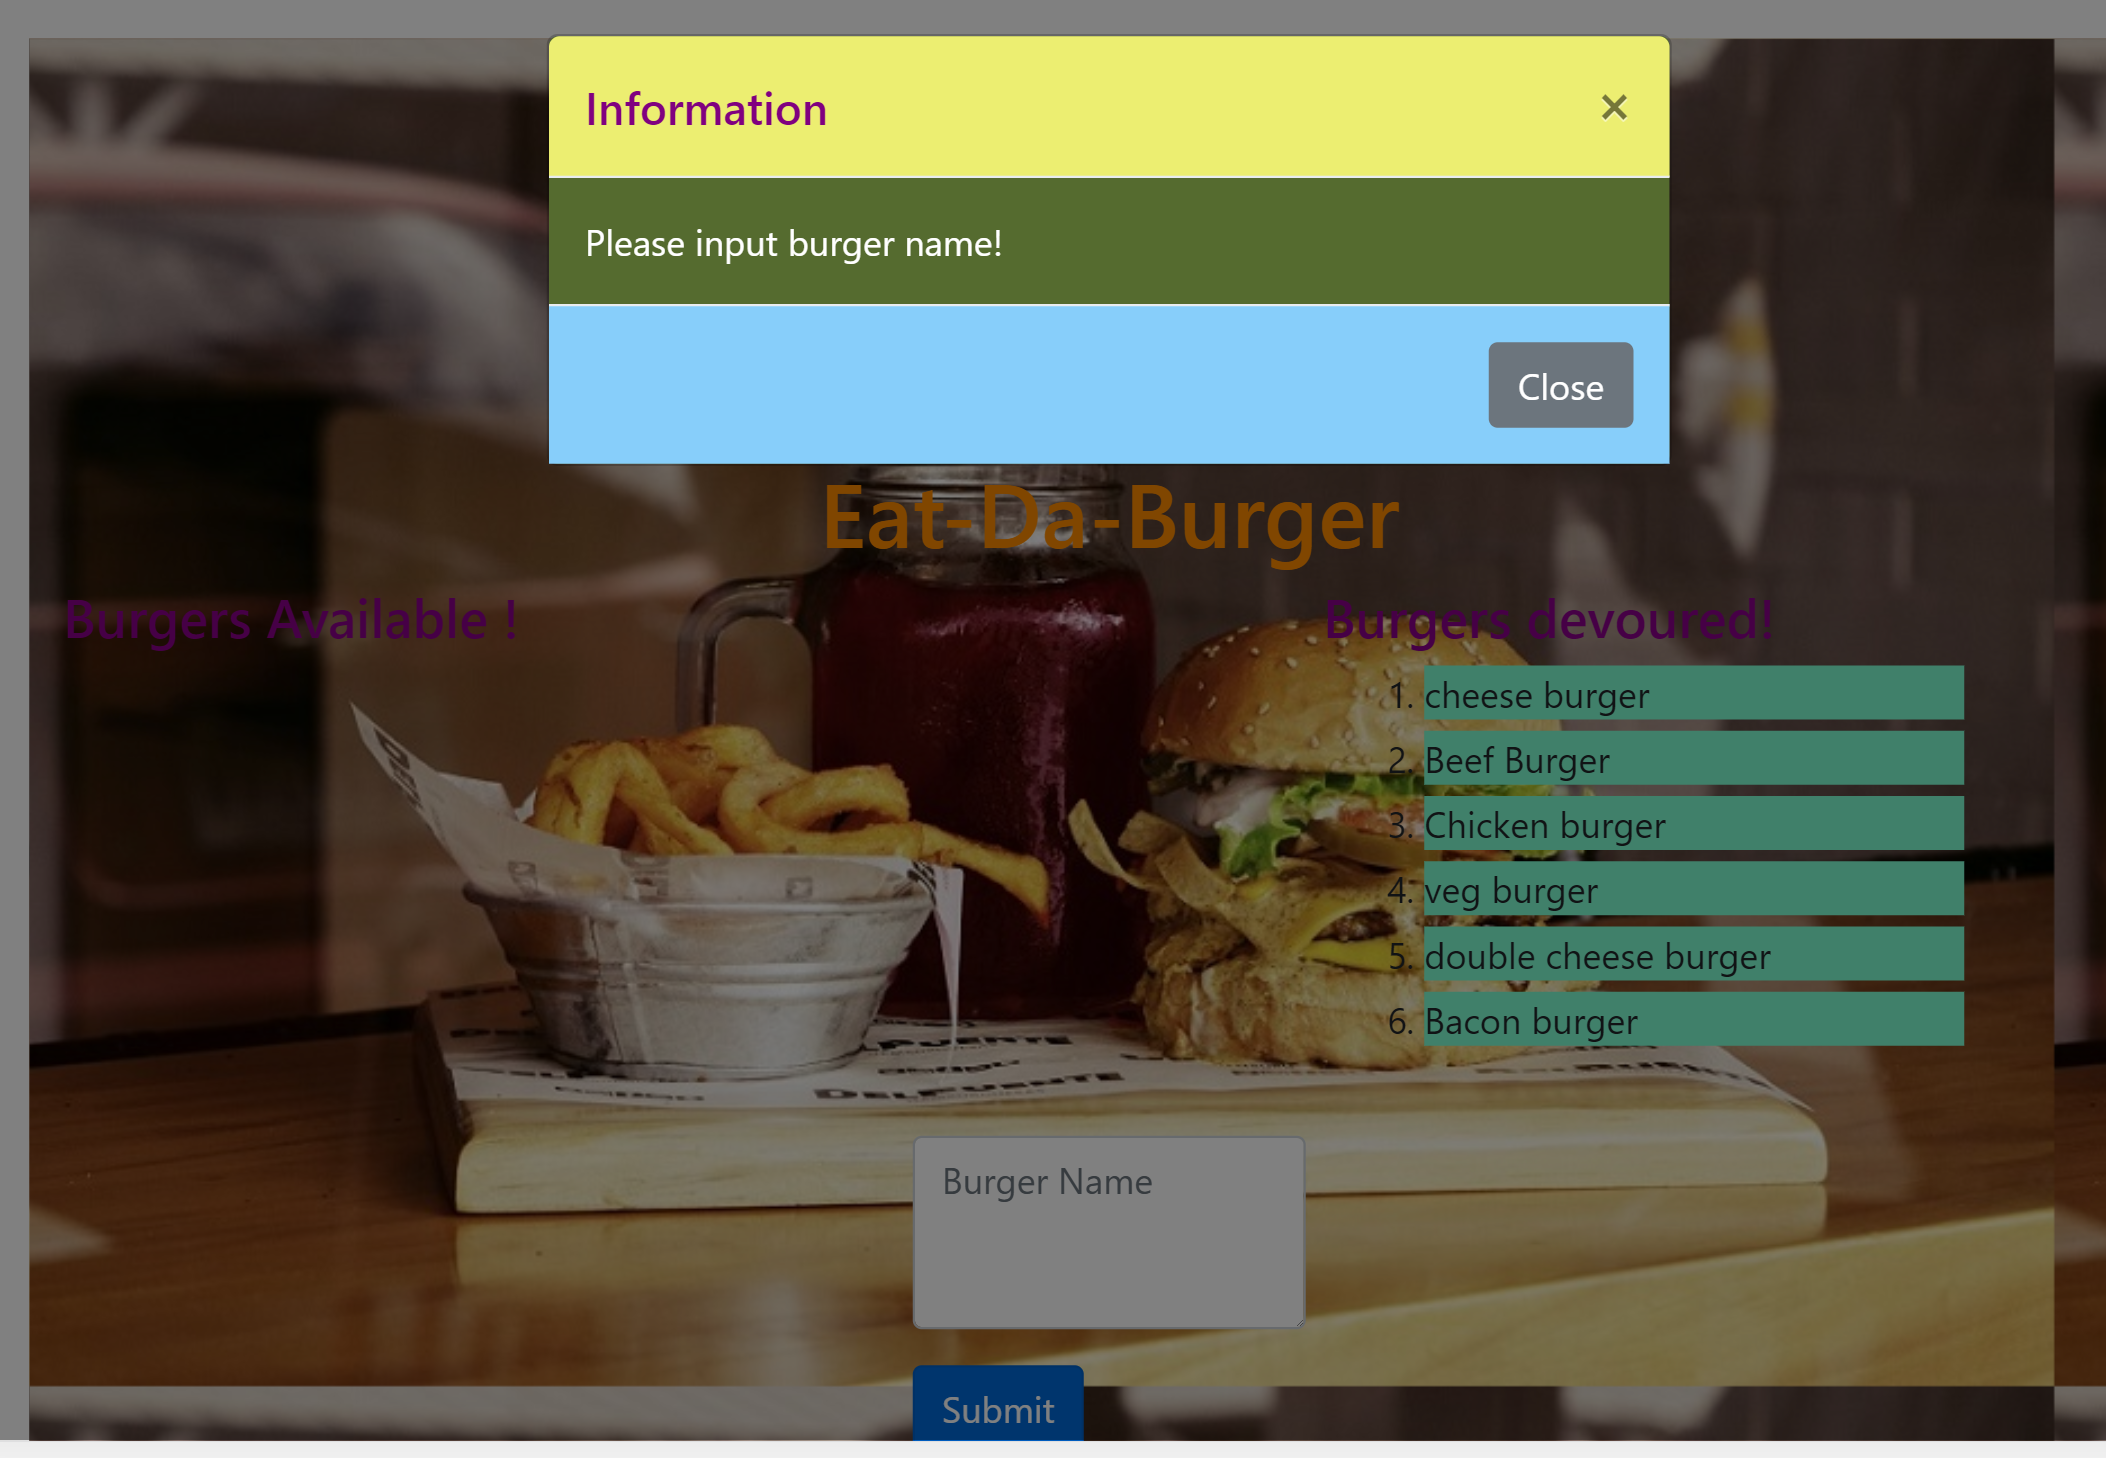 Information ×
Please input burger name!
Close
Eat-Da-Burger
Burgers Available !
Burgers devoured!
1. cheese burger
2. Beef Burger
3. Chicken burger
4. veg burger
5. double cheese burger
6. Bacon burger
DELPUENTE
Burger Name
Submit